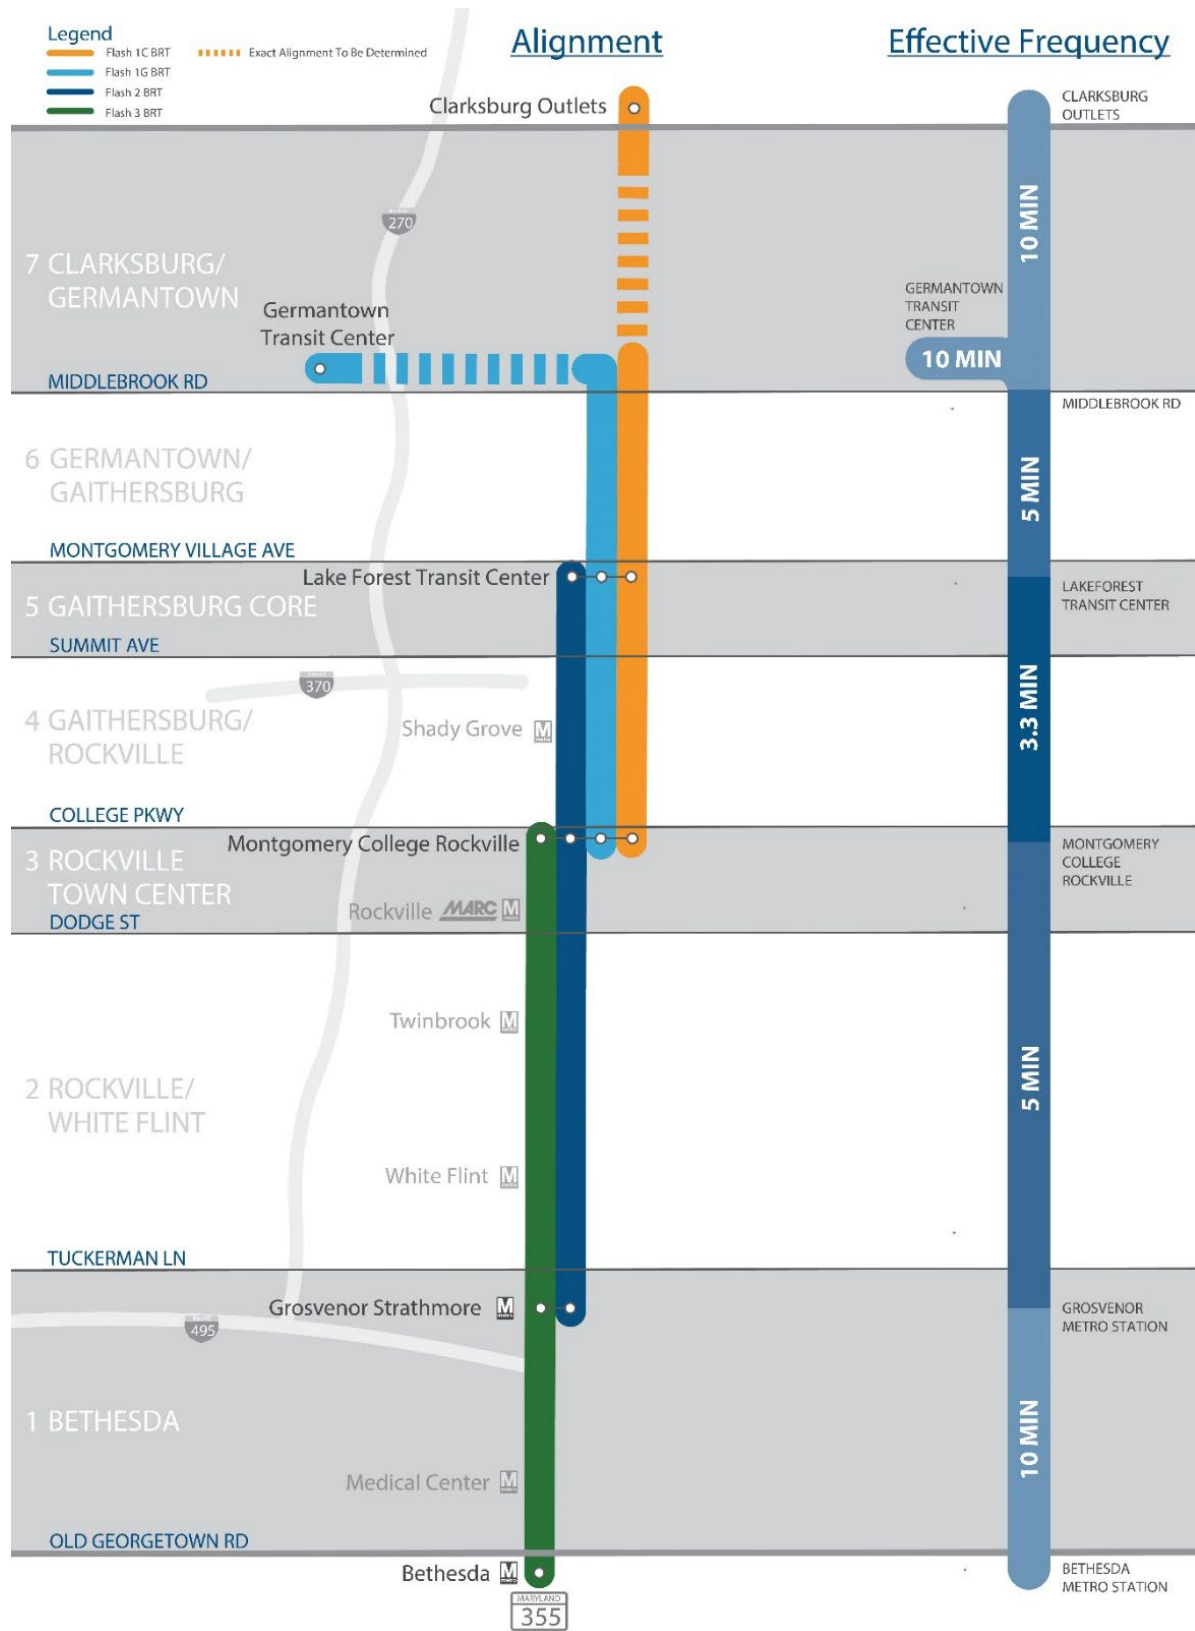 Legend
Flash 1C BRT
Exact Alignment To Be Determined
Flash 1G BRT
Flash 2 BRT
Flash 3 BRT
Alignment
Effective Frequency
Clarksburg Outlets
CLARKSBURG
OUTLETS
270
10 MIN
7 CLARKSBURG/
GERMANTOWN
Germantown
Transit Center
GERMANTOWN
TRANSIT
CENTER
10 MIN
MIDDLEBROOK RD
MIDDLEBROOK RD
6 GERMANTOWN/
GAITHERSBURG
5 MIN
MONTGOMERY VILLAGE AVE
Lake Forest Transit Center
LAKEFOREST
TRANSIT CENTER
5 GAITHERSBURG CORE
SUMMIT AVE
370
4 GAITHERSBURG/
ROCKVILLE
Shady Grove M
3.3 MIN
COLLEGE PKWY
Montgomery College Rockville
MONTGOMERY
COLLEGE
ROCKVILLE
3 ROCKVILLE
TOWN CENTER
Rockville MARC M
DODGE ST
Twinbrook M
2 ROCKVILLE/
WHITE FLINT
5 MIN
White Flint M
TUCKERMAN LN
Grosvenor Strathmore M
GROSVENOR
METRO STATION
495
1 BETHESDA
10 MIN
Medical Center M
OLD GEORGETOWN RD
Bethesda M
BETHESDA
METRO STATION
MARYLAND
355